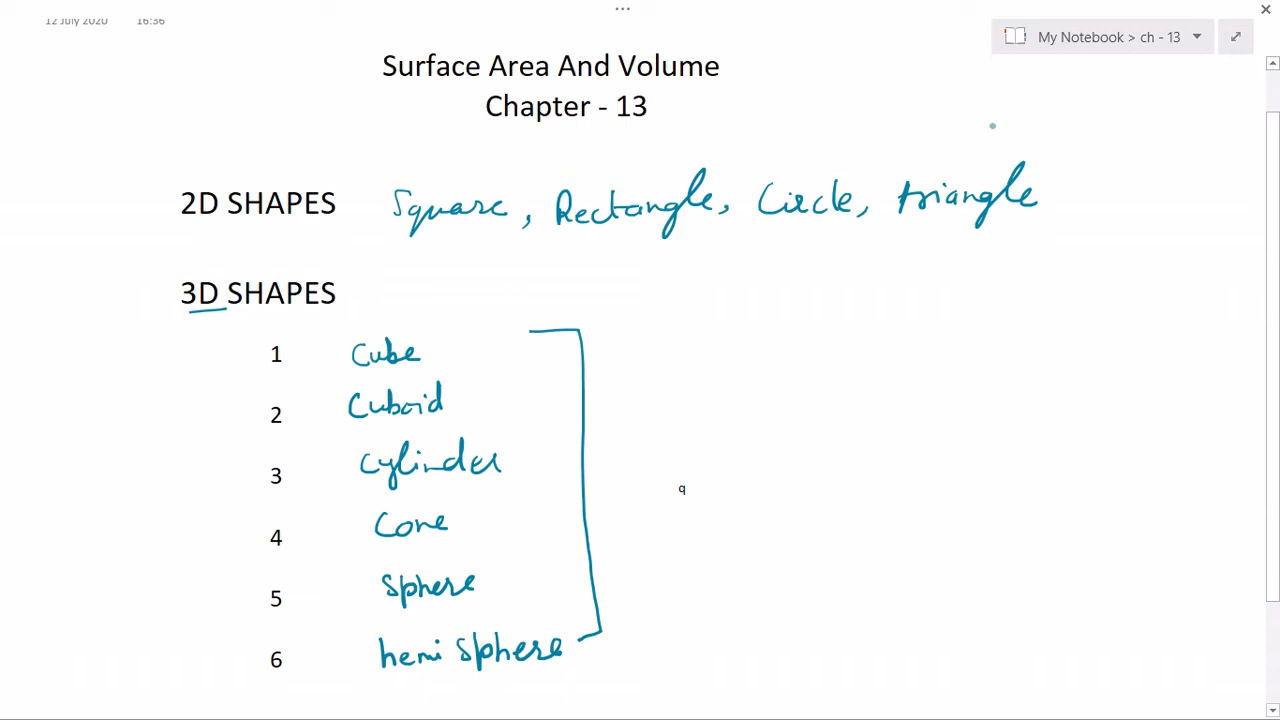 12 July 2020 16:36
My Notebook > ch - 13
Surface Area And Volume
Chapter - 13
2D SHAPES Square, Rectangle, Circle, triangle
3D SHAPES
1 Cube
2 Cuboid
3 Cylinder
q
4 Cone
5 Sphere
6 hemi Sphere